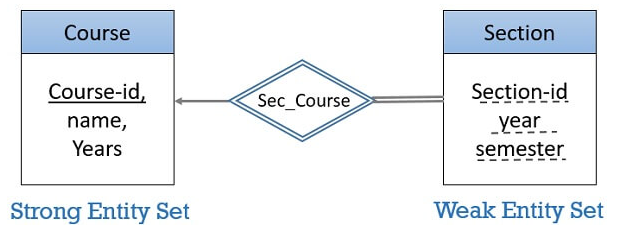 Course
Course-id,
name,
Years
Sec_Course
Section
Section-id
year
semester
Strong Entity Set
Weak Entity Set